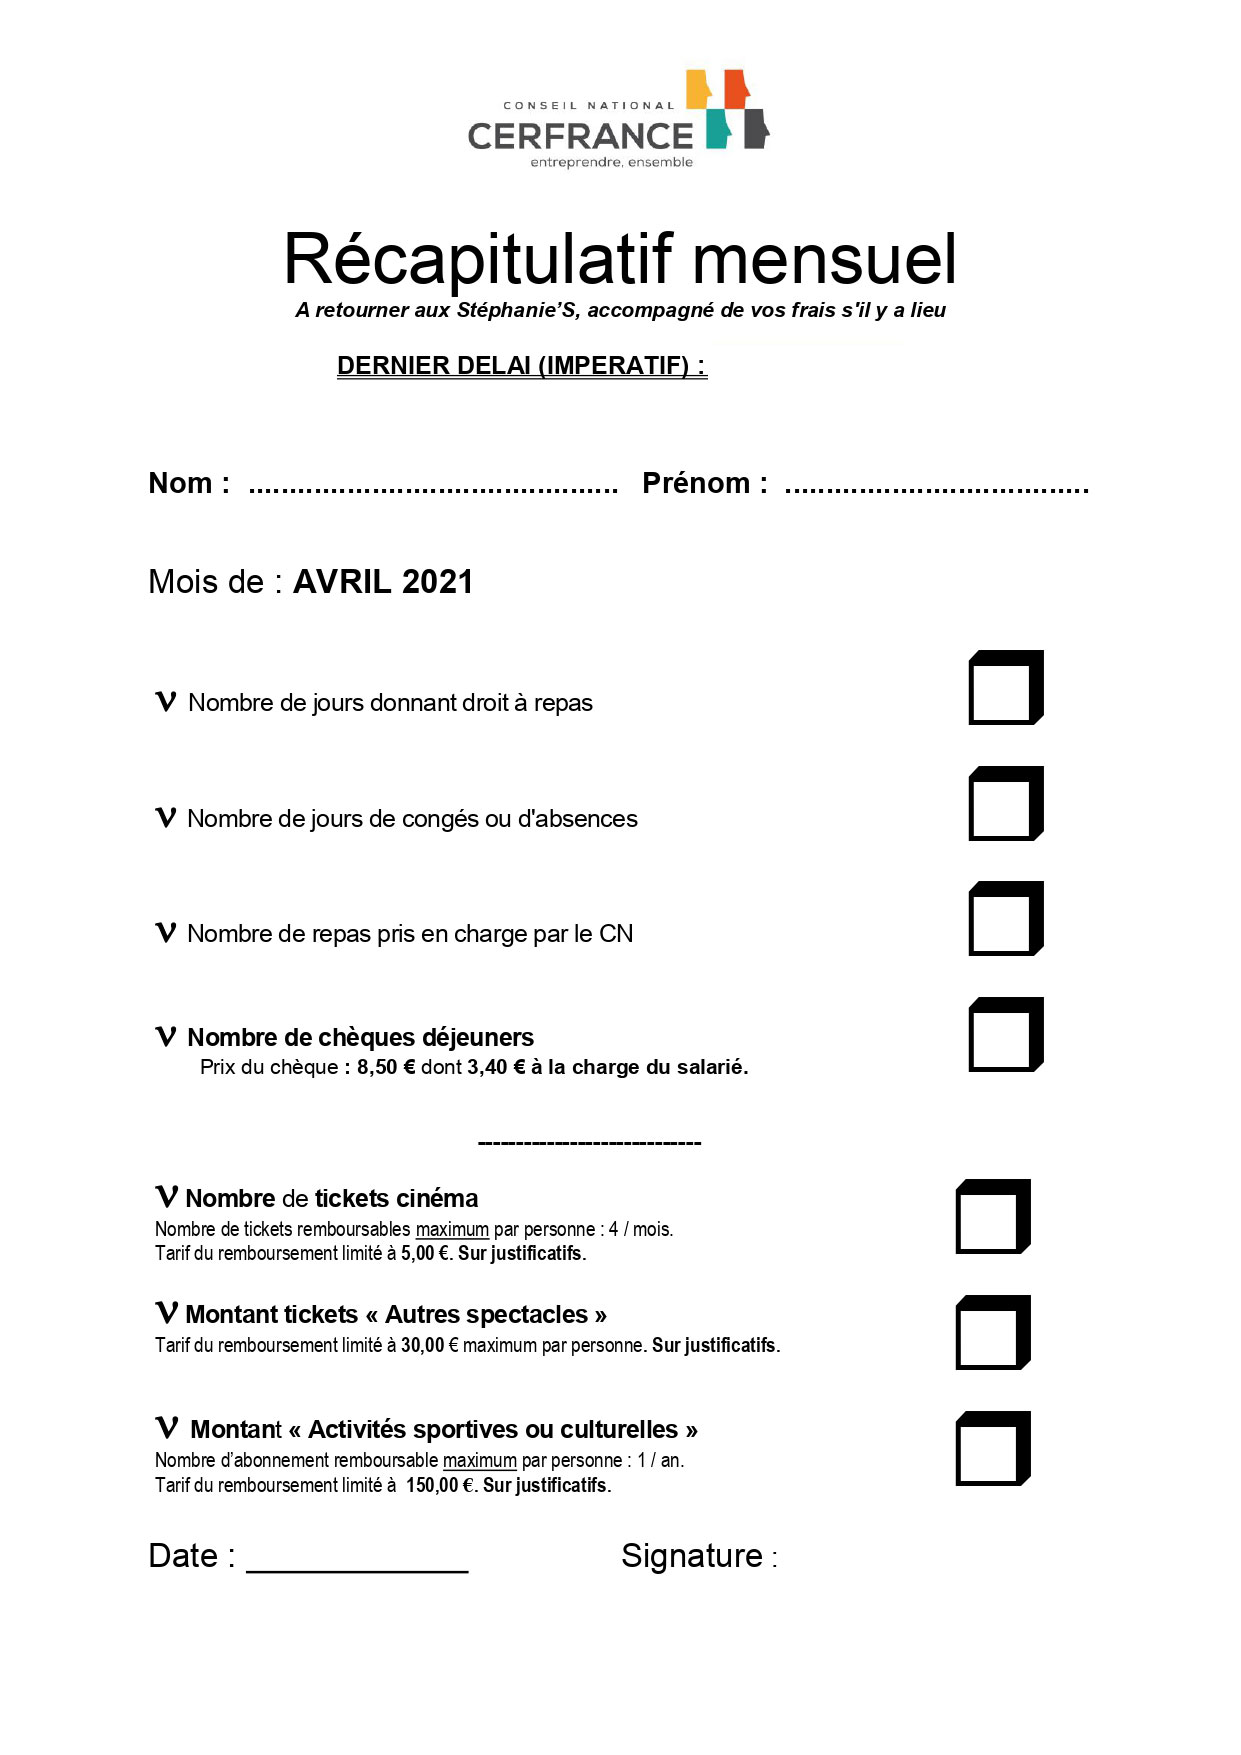 CONSEIL NATIONAL
CERFRANCE
entreprendre, ensemble
Récapitulatif mensuel
A retourner aux Stéphanie’S, accompagné de vos frais s'il y a lieu
DERNIER DELAI (IMPERATIF) :
Nom : ............................................. Prénom : .....................................
Mois de : AVRIL 2021
ν Nombre de jours donnant droit à repas
ν Nombre de jours de congés ou d'absences
ν Nombre de repas pris en charge par le CN
ν Nombre de chèques déjeuners
Prix du chèque : 8,50 € dont 3,40 € à la charge du salarié.
-----------------------------
ν Nombre de tickets cinéma
Nombre de tickets remboursables maximum par personne : 4 / mois.
Tarif du remboursement limité à 5,00 €. Sur justificatifs.
ν Montant tickets « Autres spectacles »
Tarif du remboursement limité à 30,00 € maximum par personne. Sur justificatifs.
ν Montant « Activités sportives ou culturelles »
Nombre d’abonnement remboursable maximum par personne : 1 / an.
Tarif du remboursement limité à 150,00 €. Sur justificatifs.
Date : ____________ Signature :